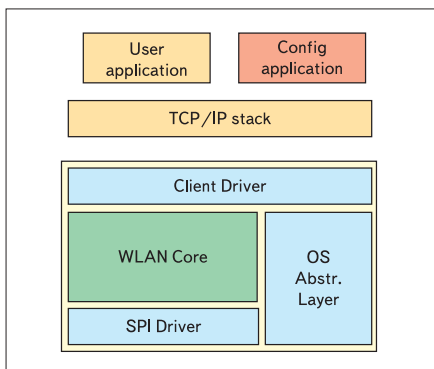 User
application
Config
application
TCP/IP stack
Client Driver
WLAN Core
OS
Abstr.
Layer
SPI Driver